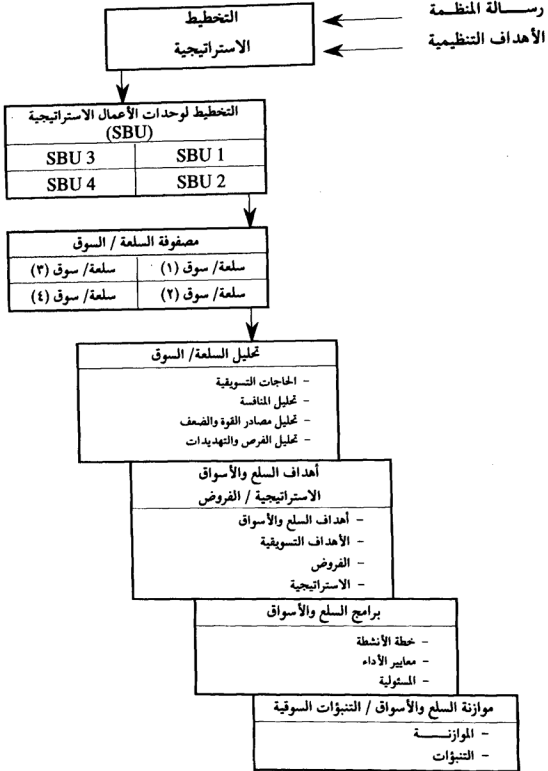 رســـالة المنظــمة
الأهداف التنظيمية
التخطيط
الاستراتيجية
التخطيط لوحدات الأعمال الاستراتيجية
(SBU)
SBU 1
SBU 3
SBU 2
SBU 4
مصفوفة السلعة / السوق
سلعة/ سوق (١)
سلعة/ سوق (٣)
سلعة/ سوق (٢)
سلعة/ سوق (٤)
تحليل السلعة/ السوق
- الحاجات التسويقية
- تحليل المنافسة
- تحليل مصادر القوة والضعف
- تحليل الفرص والتهديدات
أهداف السلع والأسواق
الاستراتيجية / الفروض
- أهداف السلع والأسواق
- الأهداف التسويقية
- الفروض
- الاستراتيجية
برامج السلع والأسواق
- خطة الأنشطة
- معايير الأداء
- المسئولية
موازنة السلع والأسواق / التنبؤات السوقية
- الموازنـــــة
- التنبؤات